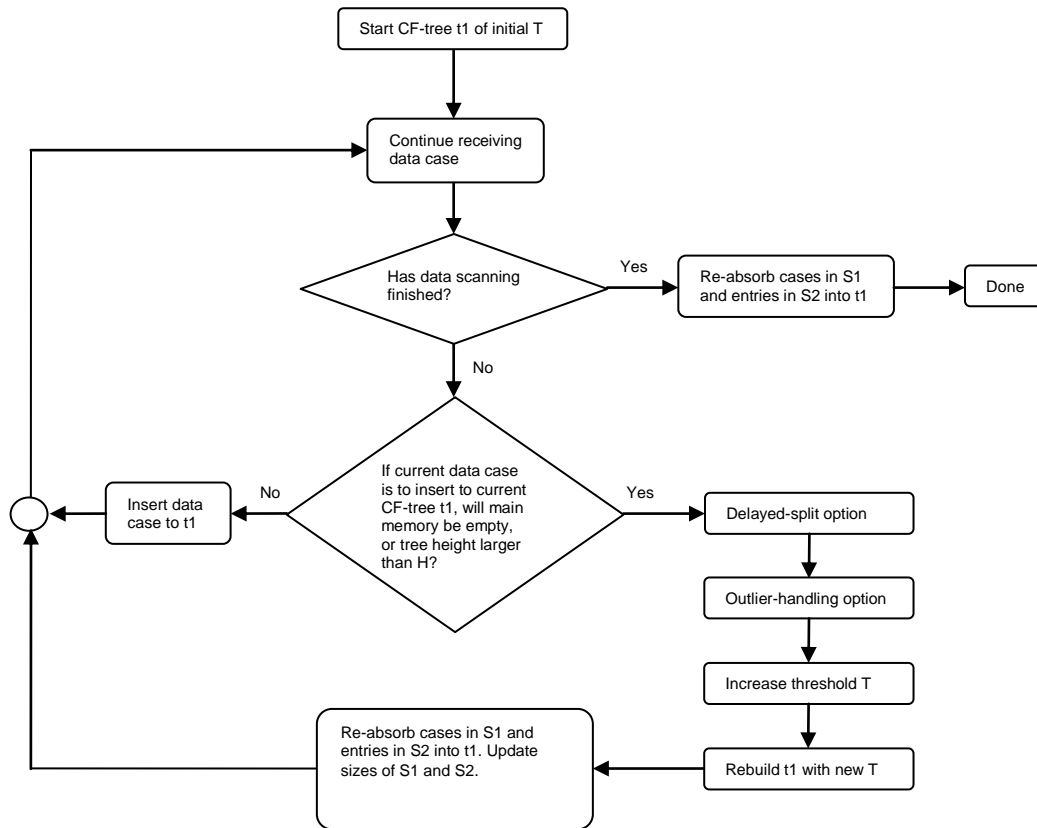 Start CF-tree t1 of initial T
Continue receiving
data case
Has data scanning
finished?
Yes
Re-absorb cases in S1
and entries in S2 into t1
Done
No
If current data case
is to insert to current
CF-tree t1, will main
memory be empty,
or tree height larger
than H?
No
Insert data
case to t1
Yes
Delayed-split option
Outlier-handling option
Increase threshold T
Rebuild t1 with new T
Re-absorb cases in S1 and
entries in S2 into t1. Update
sizes of S1 and S2.